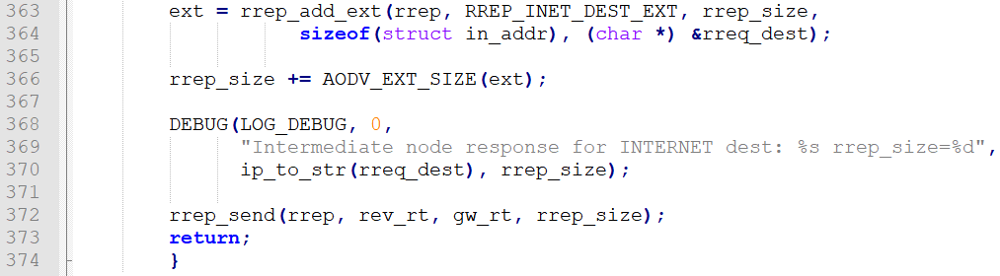 363 ext = rrep_add_ext(rrep, RREP_INET_DEST_EXT, rrep_size,
364 sizeof(struct in_addr), (char *) &rreq_dest);
365
366 rrep_size += AODV_EXT_SIZE(ext);
367
368 DEBUG(LOG_DEBUG, 0,
369 "Intermediate node response for INTERNET dest: %s rrep_size=%d",
370 ip_to_str(rreq_dest), rrep_size);
371
372 rrep_send(rrep, rev_rt, gw_rt, rrep_size);
373 return;
374 }